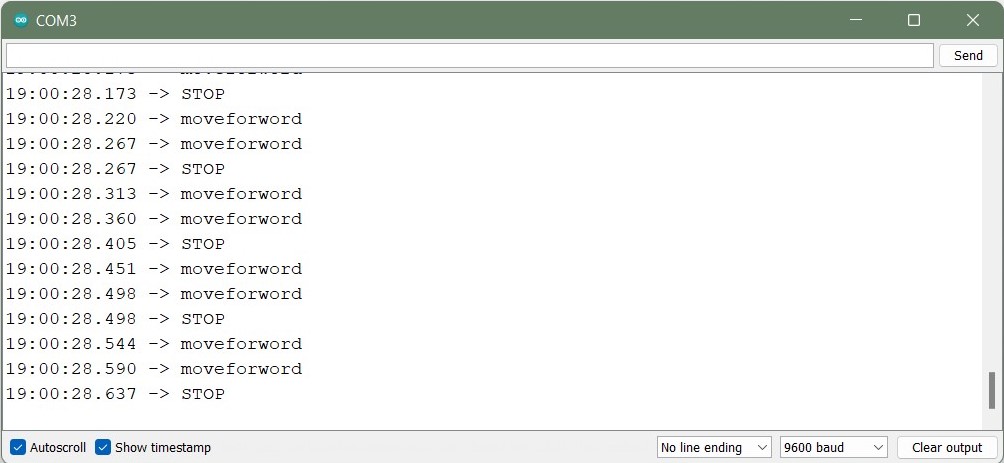 COM3
Send
19:00:28.173 -> STOP
19:00:28.220 -> moveforword
19:00:28.267 -> moveforword
19:00:28.267 -> STOP
19:00:28.313 -> moveforword
19:00:28.360 -> moveforword
19:00:28.405 -> STOP
19:00:28.451 -> moveforword
19:00:28.498 -> moveforword
19:00:28.498 -> STOP
19:00:28.544 -> moveforword
19:00:28.590 -> moveforword
19:00:28.637 -> STOP
Autoscroll Show timestamp No line ending 9600 baud Clear output